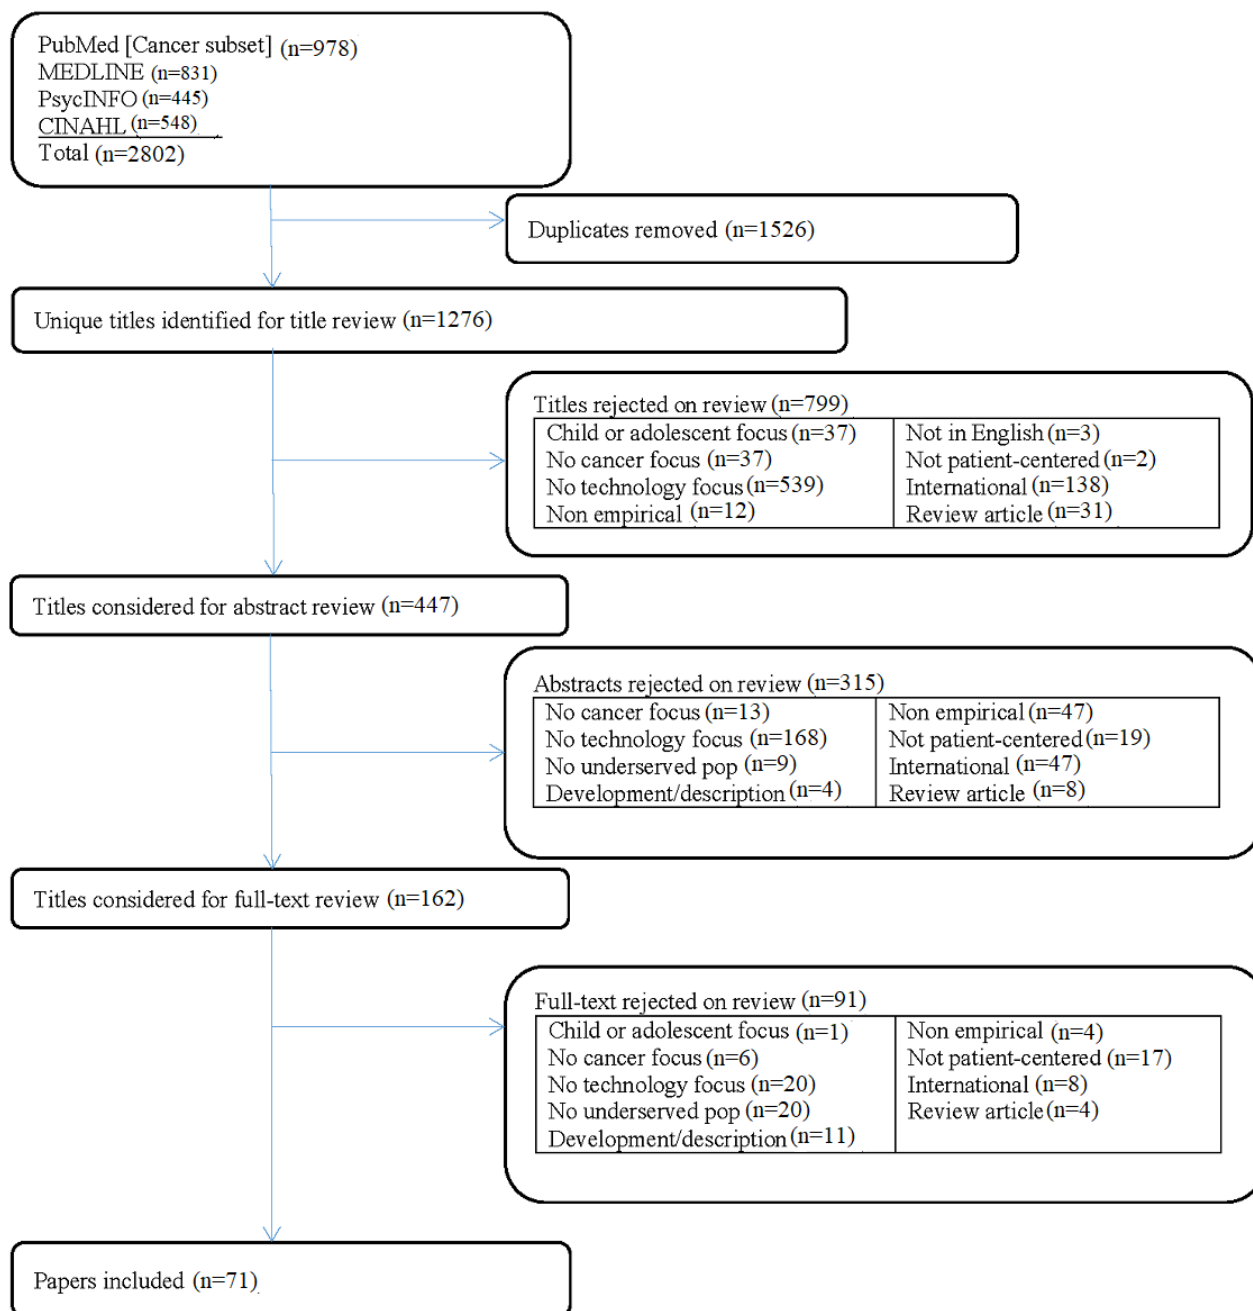 PubMed [Cancer subset] (n=978)
MEDLINE (n=831)
PsycINFO (n=445)
CINAHL (n=548)
Total (n=2802)
Duplicates removed (n=1526)
Unique titles identified for title review (n=1276)
Titles rejected on review (n=799)
Child or adolescent focus (n=37)
No cancer focus (n=37)
No technology focus (n=539)
Non empirical (n=12)
Not in English (n=3)
Not patient-centered (n=2)
International (n=138)
Review article (n=31)
Titles considered for abstract review (n=447)
Abstracts rejected on review (n=315)
No cancer focus (n=13)
No technology focus (n=168)
No underserved pop (n=9)
Development/description (n=4)
Non empirical (n=47)
Not patient-centered (n=19)
International (n=47)
Review article (n=8)
Titles considered for full-text review (n=162)
Full-text rejected on review (n=91)
Child or adolescent focus (n=1)
No cancer focus (n=6)
No technology focus (n=20)
No underserved pop (n=20)
Development/description (n=11)
Non empirical (n=4)
Not patient-centered (n=17)
International (n=8)
Review article (n=4)
Papers included (n=71)